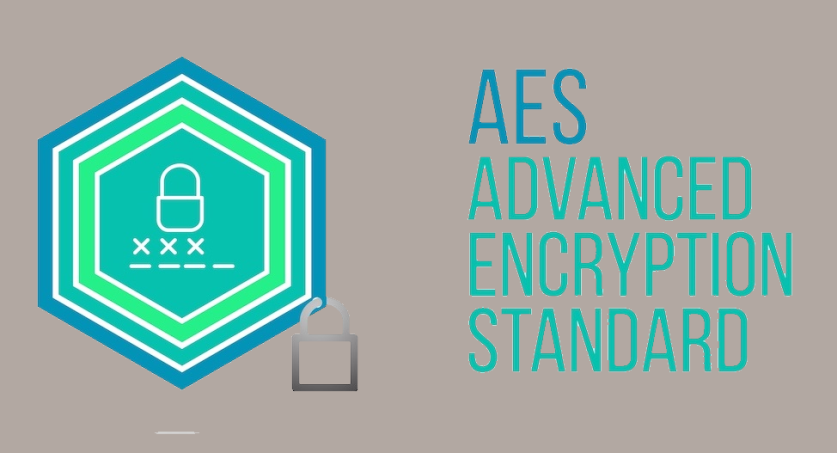 ×××
AES
ADVANCED
ENCRYPTION
STANDARD